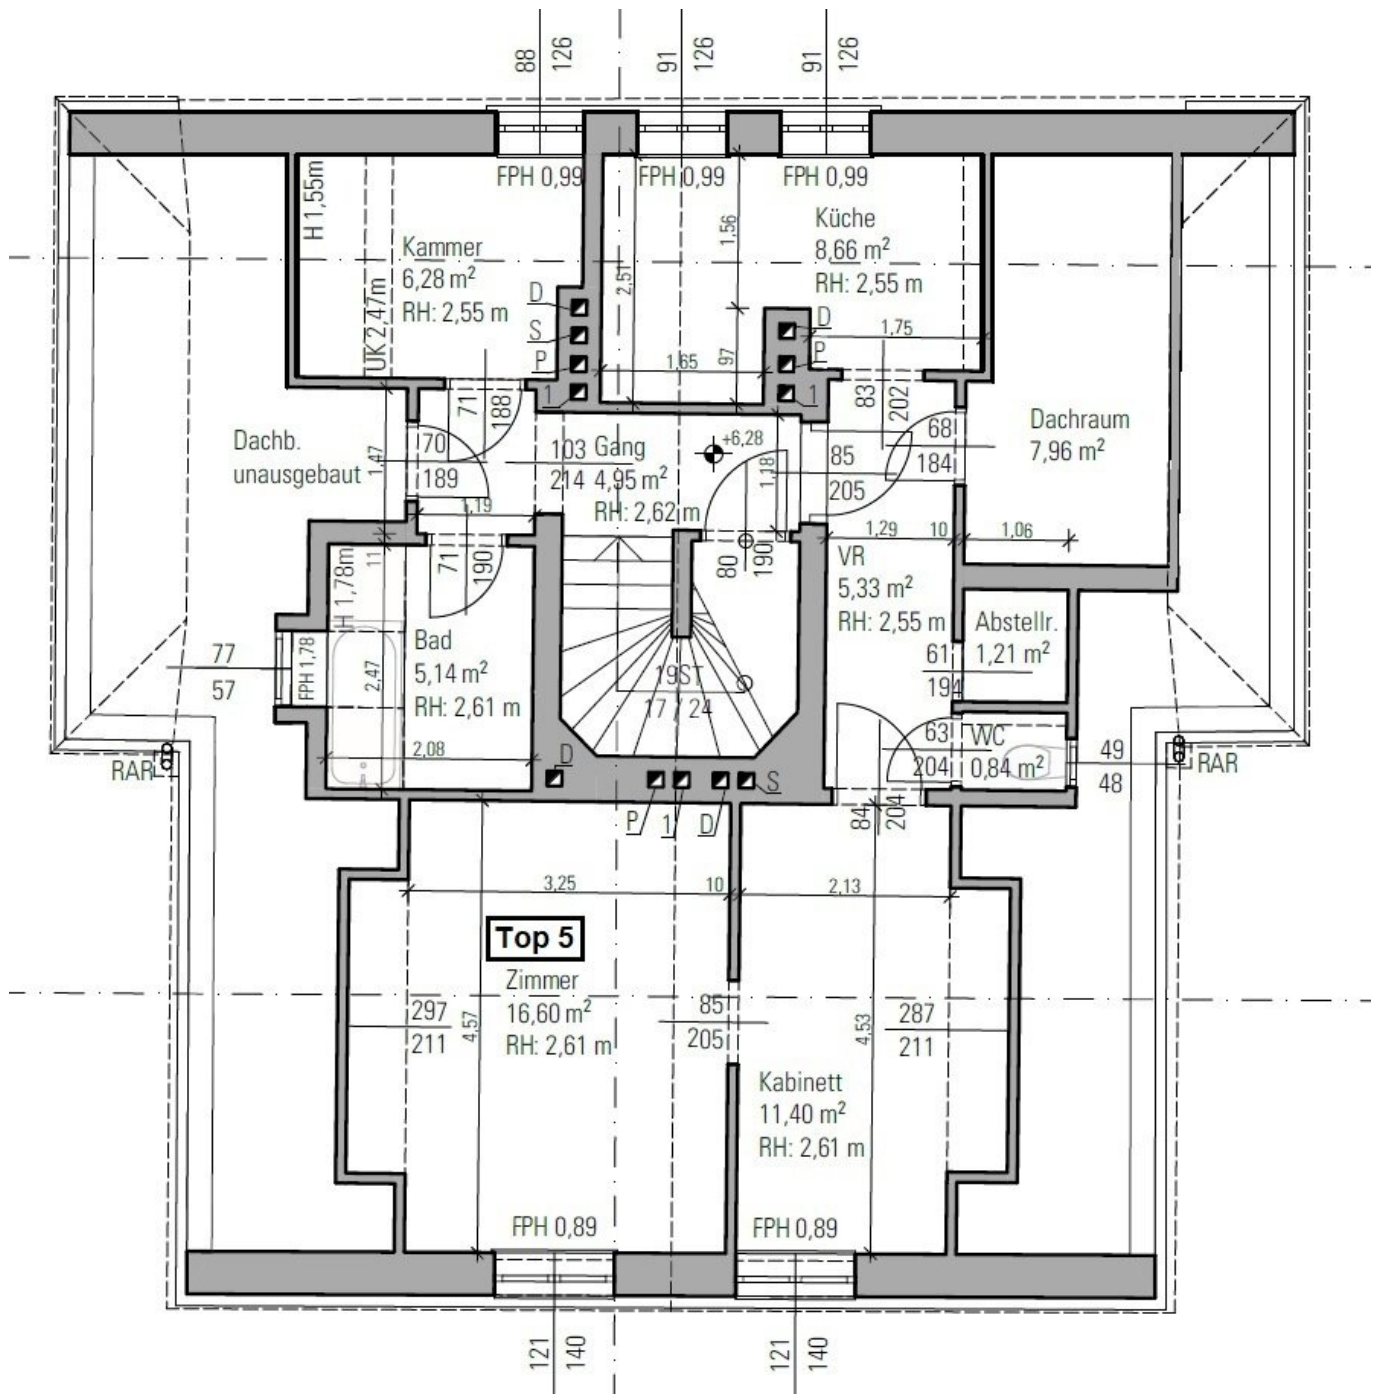 88
126
91
126
91
126
FPH 0,99
FPH 0,99
FPH 0,99
H 1,55m
UK 2,47m
Kammer
6,28 m²
RH: 2,55 m
Küche
8,66 m²
RH: 2,55 m
1,56
2,51
97
1,65
1,75
D
S
P
1
D
P
1
71
188
83
202
Dachb.
unausgebaut
1,47
70
189
103
214
Gang
4,95 m²
RH: 2,62 m
+6,28
1,18
85
205
68
184
Dachraum
7,96 m²
1,19
11
71
190
80
190
1,29
10
1,06
VR
5,33 m²
RH: 2,55 m
H 1,78m
FPH 1,78
77
57
Bad
5,14 m²
RH: 2,61 m
2,47
2,08
19ST
17 / 24
61
194
Abstellr.
1,21 m²
63
204
WC
0,84 m²
49
48
RAR
RAR
D
P
1
D
S
84
204
3,25
10
2,13
Top 5
Zimmer
16,60 m²
RH: 2,61 m
297
211
4,57
85
205
4,53
287
211
Kabinett
11,40 m²
RH: 2,61 m
FPH 0,89
FPH 0,89
121
140
121
140